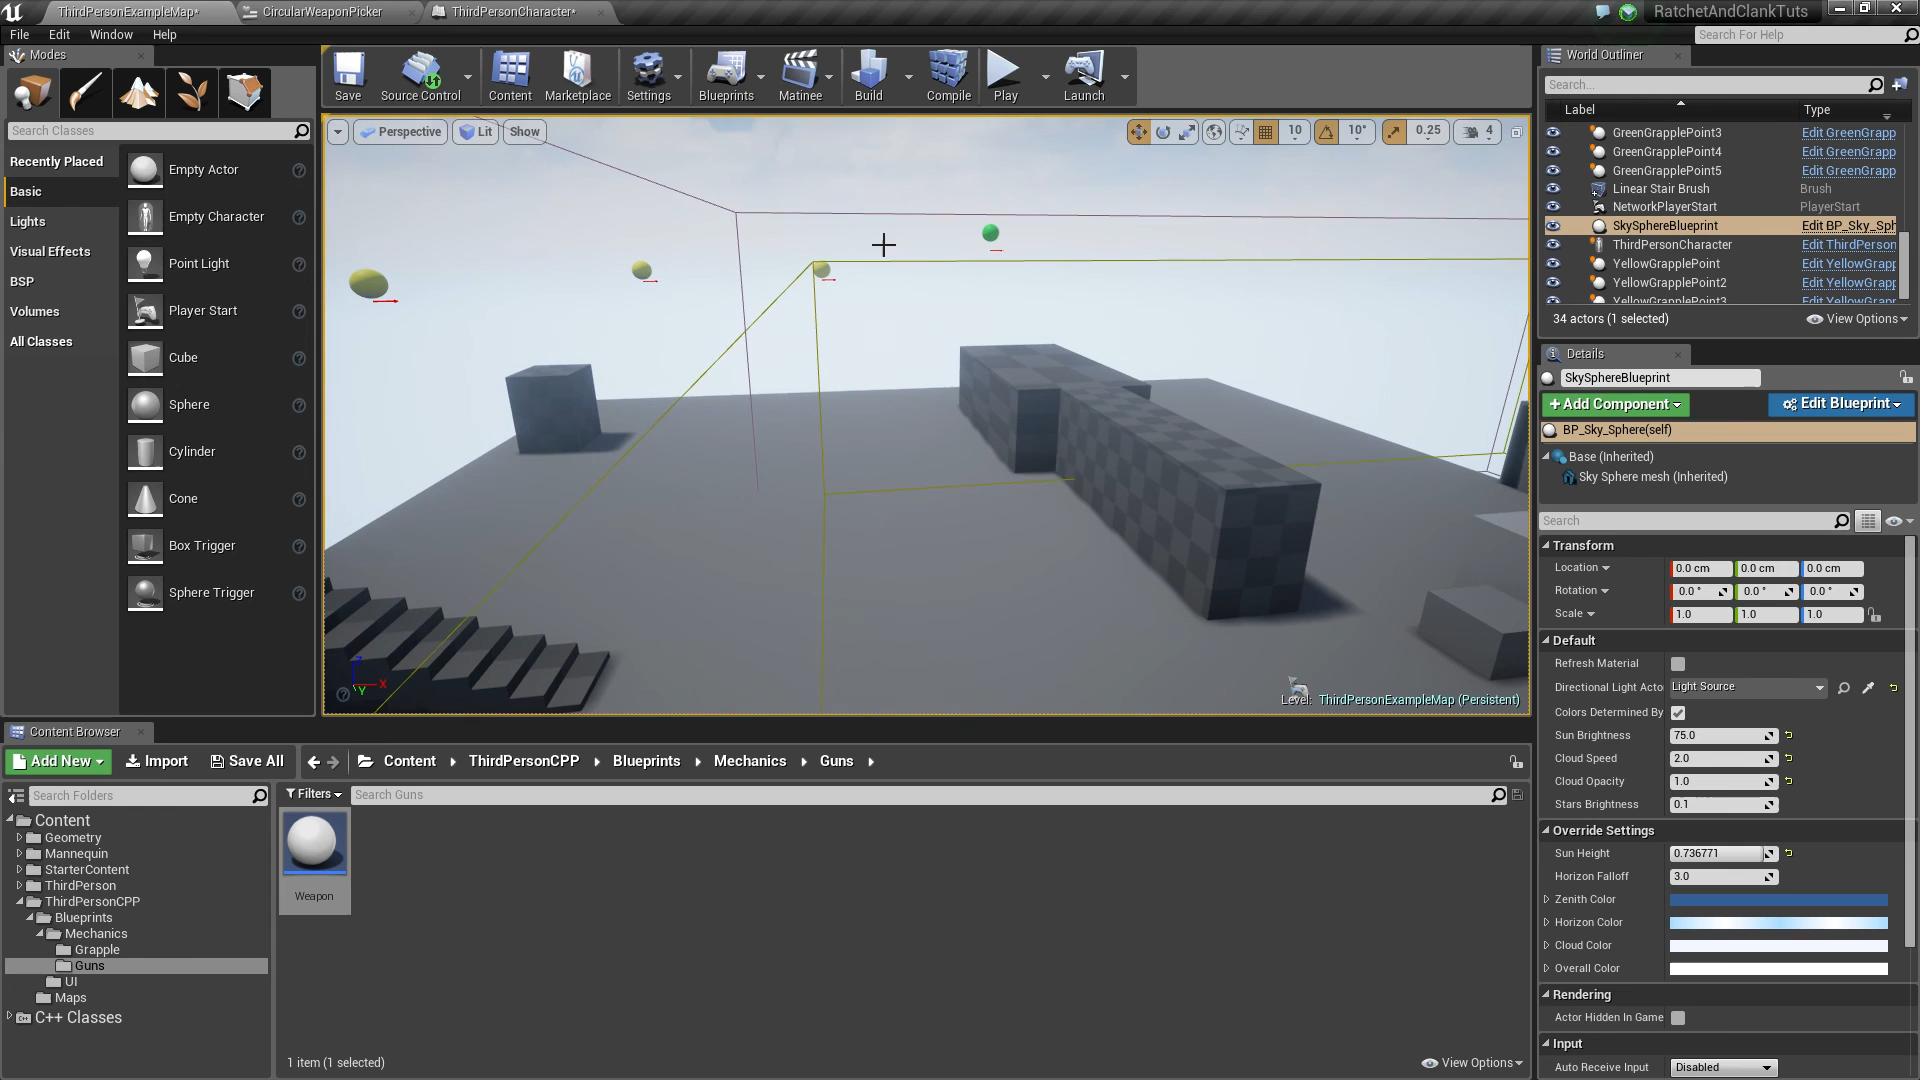 ThirdPersonExampleMap*
CircularWeaponPicker
ThirdPersonCharacter*
RatchetAndClankTuts
File Edit Window Help
Search For Help
Modes
Search Classes
Recently Placed
Basic
Lights
Visual Effects
BSP
Volumes
All Classes
Empty Actor
Empty Character
Point Light
Player Start
Cube
Sphere
Cylinder
Cone
Box Trigger
Sphere Trigger
Save
Source Control
Content
Marketplace
Settings
Blueprints
Matinee
Build
Compile
Play
Launch
Perspective
Lit
Show
10
10°
0.25
4
Z
X
Y
Level: ThirdPersonExampleMap (Persistent)
World Outliner
Search...
Label Type
GreenGrapplePoint3 Edit GreenGrapp
GreenGrapplePoint4 Edit GreenGrapp
GreenGrapplePoint5 Edit GreenGrapp
Linear Stair Brush Brush
NetworkPlayerStart PlayerStart
SkySphereBlueprint Edit BP_Sky_Sph
ThirdPersonCharacter Edit ThirdPerson
YellowGrapplePoint Edit YellowGrapp
YellowGrapplePoint2 Edit YellowGrapp
YellowGrapplePoint3 Edit YellowGrapp
34 actors (1 selected)
View Options
Details
SkySphereBlueprint
+Add Component
Edit Blueprint
BP_Sky_Sphere(self)
Base (Inherited)
Sky Sphere mesh (Inherited)
Search
Transform
Location 0.0 cm 0.0 cm 0.0 cm
Rotation 0.0 ° 0.0 ° 0.0 °
Scale 1.0 1.0 1.0
Default
Refresh Material
Directional Light Acto Light Source
Colors Determined By
Sun Brightness 75.0
Cloud Speed 2.0
Cloud Opacity 1.0
Stars Brightness 0.1
Override Settings
Sun Height 0.736771
Horizon Falloff 3.0
Zenith Color
Horizon Color
Cloud Color
Overall Color
Rendering
Actor Hidden In Game
Input
Auto Receive Input Disabled
Content Browser
Add New
Import
Save All
Content ThirdPersonCPP Blueprints Mechanics Guns
Search Folders
Filters
Search Guns
Content
Geometry
Mannequin
StarterContent
ThirdPerson
ThirdPersonCPP
Blueprints
Mechanics
Grapple
Guns
UI
Maps
C++ Classes
Weapon
1 item (1 selected)
View Options